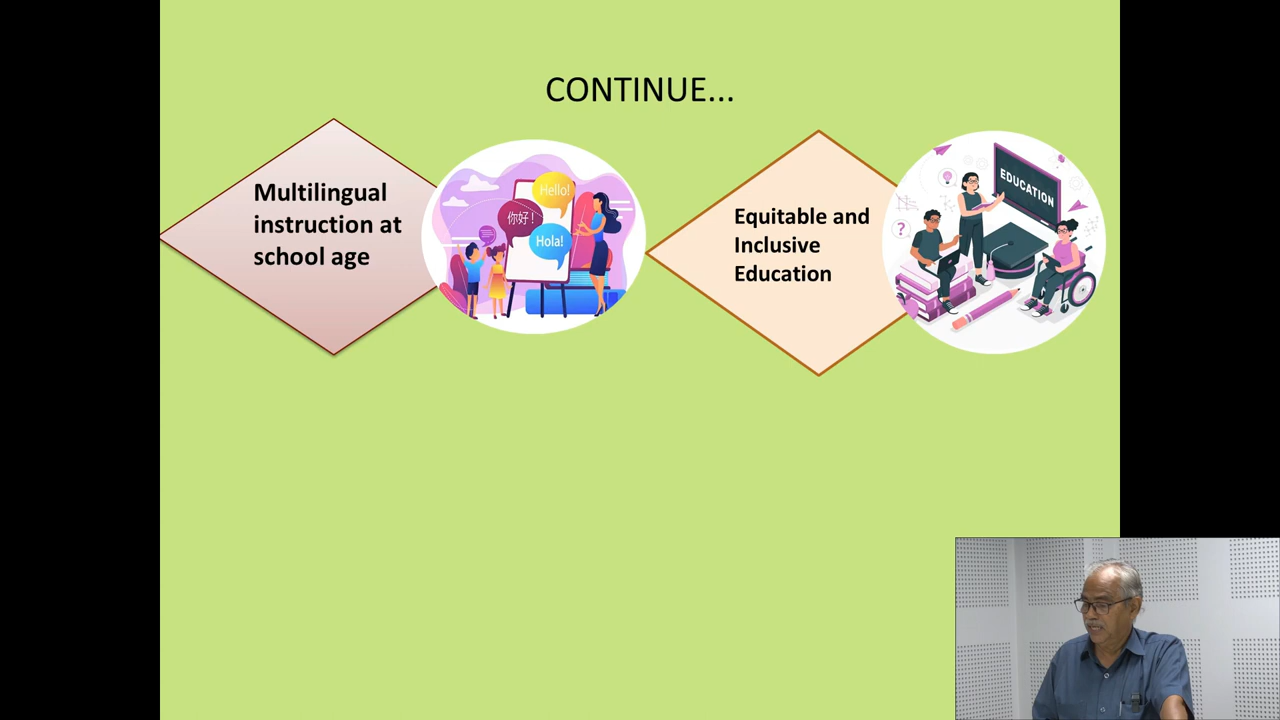 CONTINUE...
Multilingual
instruction at
school age
Hello!
你好!
Hola!
Equitable and
Inclusive
Education
EDUCATION
?